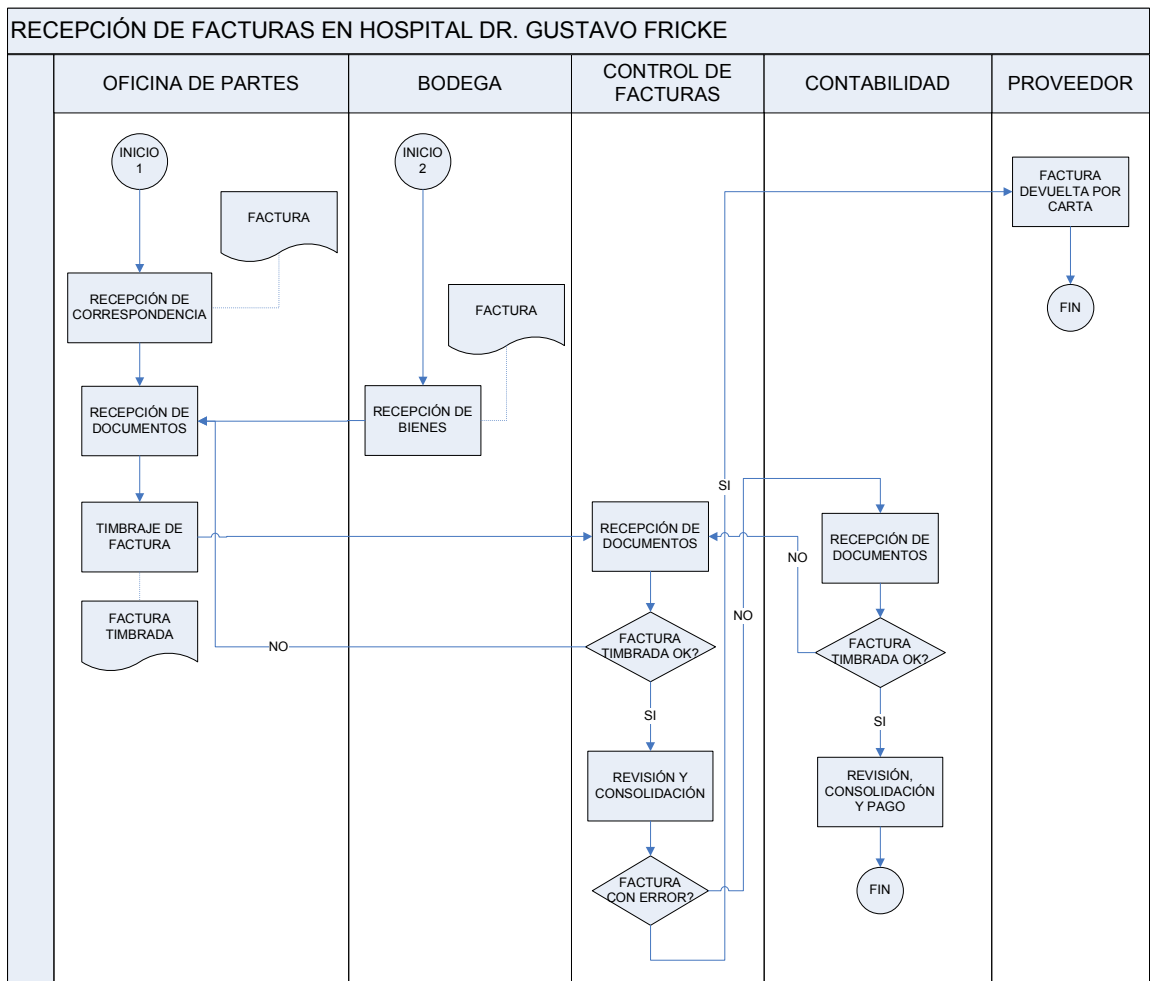 RECEPCIÓN DE FACTURAS EN HOSPITAL DR. GUSTAVO FRICKE
OFICINA DE PARTES
BODEGA
CONTROL DE
FACTURAS
CONTABILIDAD
PROVEEDOR
INICIO
1
FACTURA
RECEPCIÓN DE
CORRESPONDENCIA
RECEPCIÓN DE
DOCUMENTOS
TIMBRAJE DE
FACTURA
FACTURA
TIMBRADA
INICIO
2
FACTURA
RECEPCIÓN DE
BIENES
NO
RECEPCIÓN DE
DOCUMENTOS
FACTURA
TIMBRADA OK?
SI
REVISIÓN Y
CONSOLIDACIÓN
FACTURA
CON ERROR?
SI
NO
RECEPCIÓN DE
DOCUMENTOS
NO
FACTURA
TIMBRADA OK?
SI
REVISIÓN,
CONSOLIDACIÓN
Y PAGO
FIN
FACTURA
DEVUELTA POR
CARTA
FIN